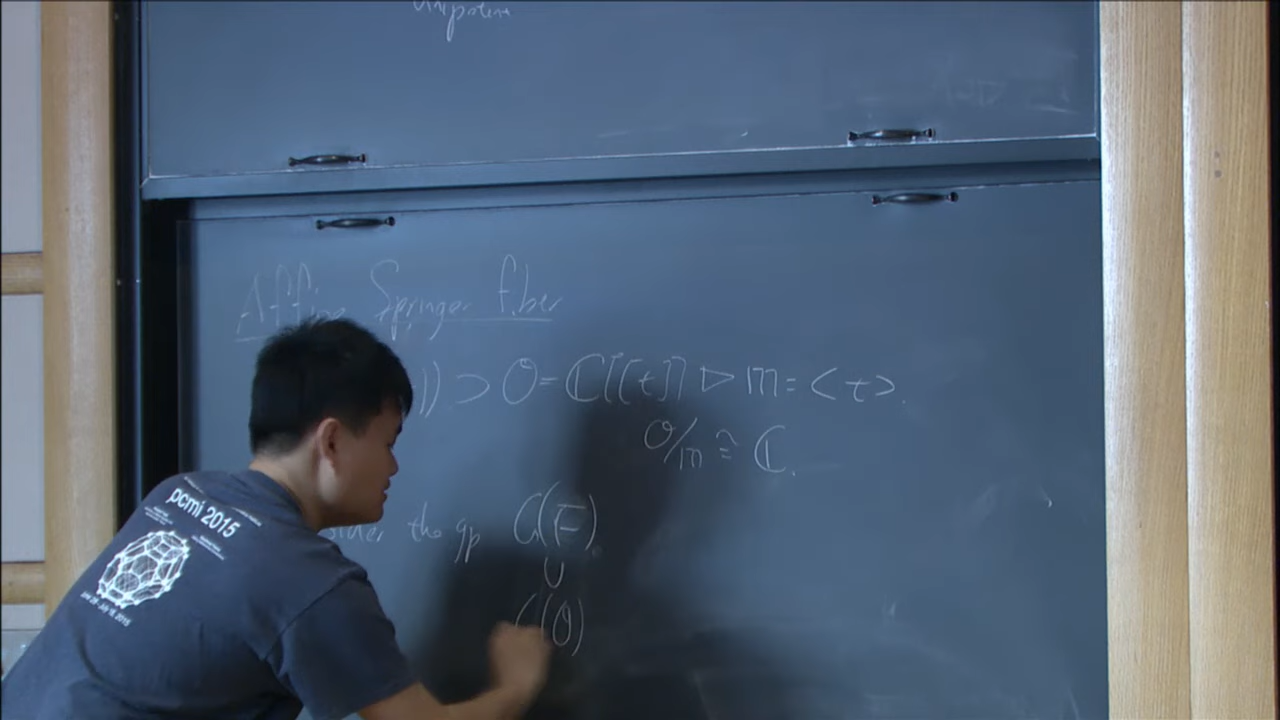 Affine Springer fiber
)) ⊃ O = ℂ[[t]] ▷ m = <t>.
O/m ≅ ℂ.
the gp G(F).
∪
G(O)
pcmi 2015